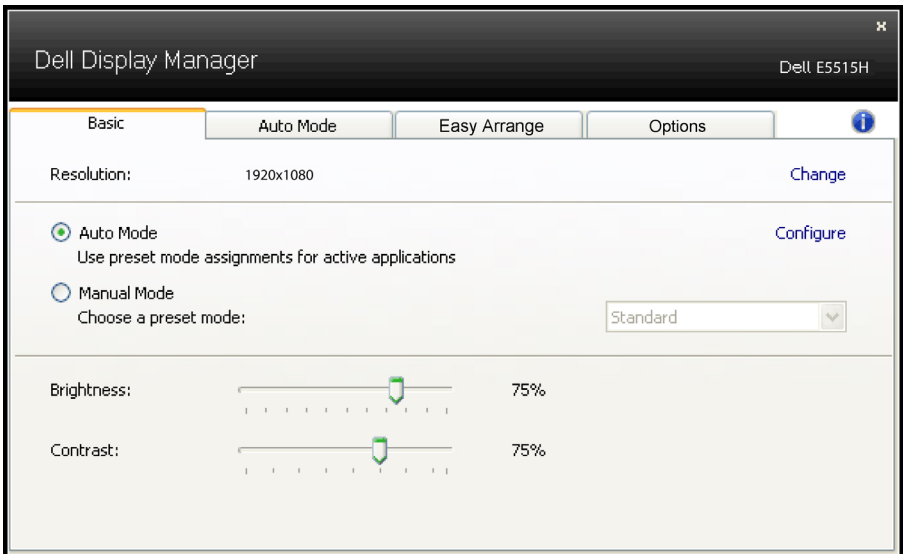 Dell Display Manager
Dell E5515H
Basic Auto Mode Easy Arrange Options
Resolution: 1920x1080 Change
Auto Mode Configure
Use preset mode assignments for active applications
Manual Mode
Choose a preset mode: Standard
Brightness: 75%
Contrast: 75%